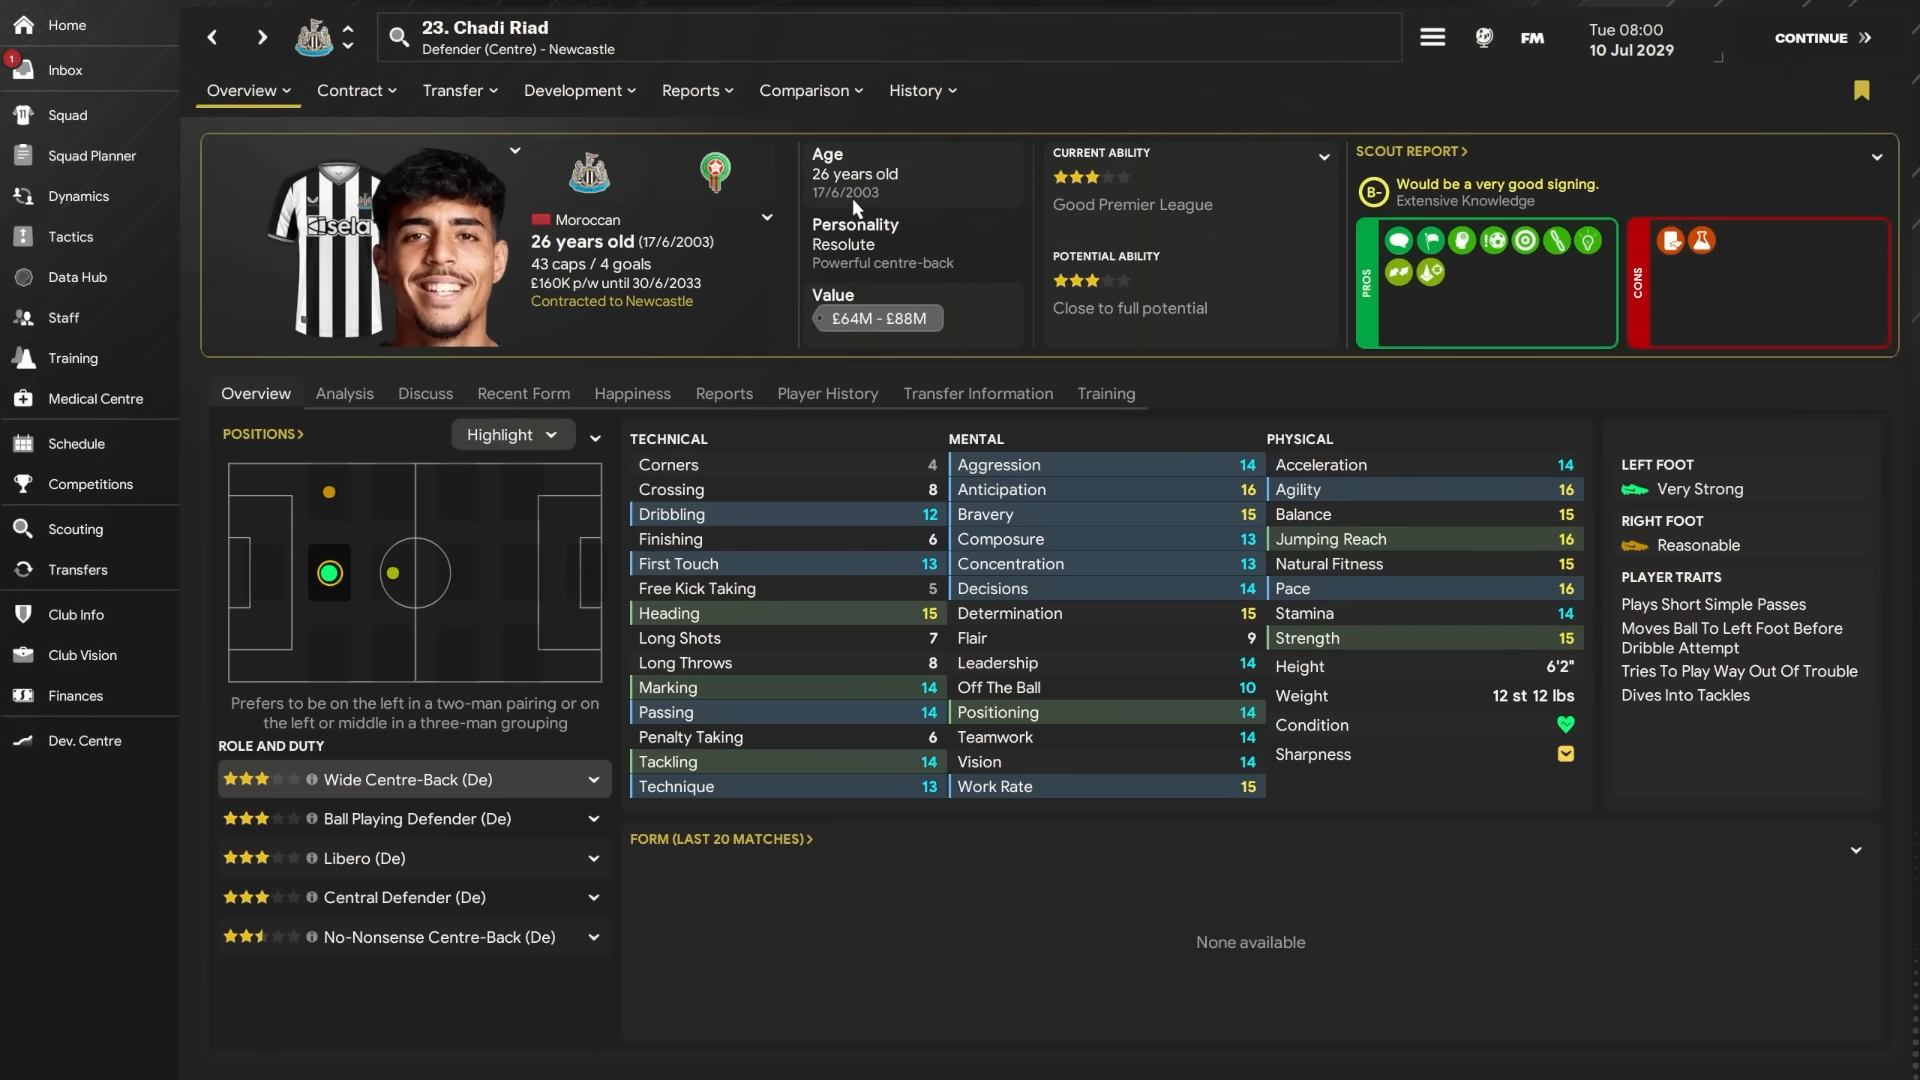 Home
1
Inbox
Squad
Squad Planner
Dynamics
Tactics
Data Hub
Staff
Training
Medical Centre
Schedule
Competitions
Scouting
Transfers
Club Info
Club Vision
Finances
Dev. Centre
23. Chadi Riad
Defender (Centre) - Newcastle
FM
Tue 08:00
10 Jul 2029
CONTINUE
Overview
Contract
Transfer
Development
Reports
Comparison
History
sela
Moroccan
26 years old (17/6/2003)
43 caps / 4 goals
£160K p/w until 30/6/2033
Contracted to Newcastle
Age
26 years old
17/6/2003
Personality
Resolute
Powerful centre-back
Value
£64M - £88M
CURRENT ABILITY
Good Premier League
POTENTIAL ABILITY
Close to full potential
SCOUT REPORT >
B-
Would be a very good signing.
Extensive Knowledge
PROS
CONS
Overview
Analysis
Discuss
Recent Form
Happiness
Reports
Player History
Transfer Information
Training
POSITIONS >
Highlight
Prefers to be on the left in a two-man pairing or on
the left or middle in a three-man grouping
ROLE AND DUTY
Wide Centre-Back (De)
Ball Playing Defender (De)
Libero (De)
Central Defender (De)
No-Nonsense Centre-Back (De)
TECHNICAL
Corners 4
Crossing 8
Dribbling 12
Finishing 6
First Touch 13
Free Kick Taking 5
Heading 15
Long Shots 7
Long Throws 8
Marking 14
Passing 14
Penalty Taking 6
Tackling 14
Technique 13
MENTAL
Aggression 14
Anticipation 16
Bravery 15
Composure 13
Concentration 13
Decisions 14
Determination 15
Flair 9
Leadership 14
Off The Ball 10
Positioning 14
Teamwork 14
Vision 14
Work Rate 15
PHYSICAL
Acceleration 14
Agility 16
Balance 15
Jumping Reach 16
Natural Fitness 15
Pace 16
Stamina 14
Strength 15
Height 6'2"
Weight 12 st 12 lbs
Condition
Sharpness
LEFT FOOT
Very Strong
RIGHT FOOT
Reasonable
PLAYER TRAITS
Plays Short Simple Passes
Moves Ball To Left Foot Before
Dribble Attempt
Tries To Play Way Out Of Trouble
Dives Into Tackles
FORM (LAST 20 MATCHES) >
None available